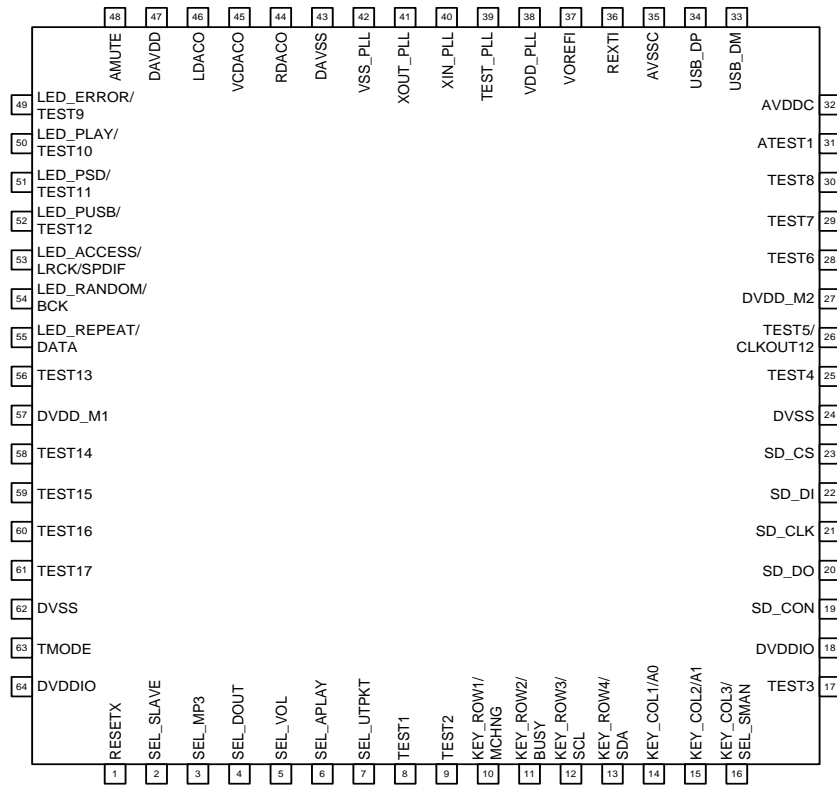 48 47 46 45 44 43 42 41 40 39 38 37 36 35 34 33
AMUTE
DAVDD
LDACO
VCDACO
RDACO
DAVSS
VSS_PLL
XOUT_PLL
XIN_PLL
TEST_PLL
VDD_PLL
VOREFI
REXTI
AVSSC
USB_DP
USB_DM
49 LED_ERROR/
TEST9
50 LED_PLAY/
TEST10
51 LED_PSD/
TEST11
52 LED_PUSB/
TEST12
53 LED_ACCESS/
LRCK/SPDIF
54 LED_RANDOM/
BCK
55 LED_REPEAT/
DATA
56 TEST13
57 DVDD_M1
58 TEST14
59 TEST15
60 TEST16
61 TEST17
62 DVSS
63 TMODE
64 DVDDIO
AVDDC 32
ATEST1 31
TEST8 30
TEST7 29
TEST6 28
DVDD_M2 27
TEST5/
CLKOUT12 26
TEST4 25
DVSS 24
SD_CS 23
SD_DI 22
SD_CLK 21
SD_DO 20
SD_CON 19
DVDDIO 18
TEST3 17
RESETX
SEL_SLAVE
SEL_MP3
SEL_DOUT
SEL_VOL
SEL_APLAY
SEL_UTPKT
TEST1
TEST2
KEY_ROW1/
MCHNG
KEY_ROW2/
BUSY
KEY_ROW3/
SCL
KEY_ROW4/
SDA
KEY_COL1/A0
KEY_COL2/A1
KEY_COL3/
SEL_SMAN
1 2 3 4 5 6 7 8 9 10 11 12 13 14 15 16